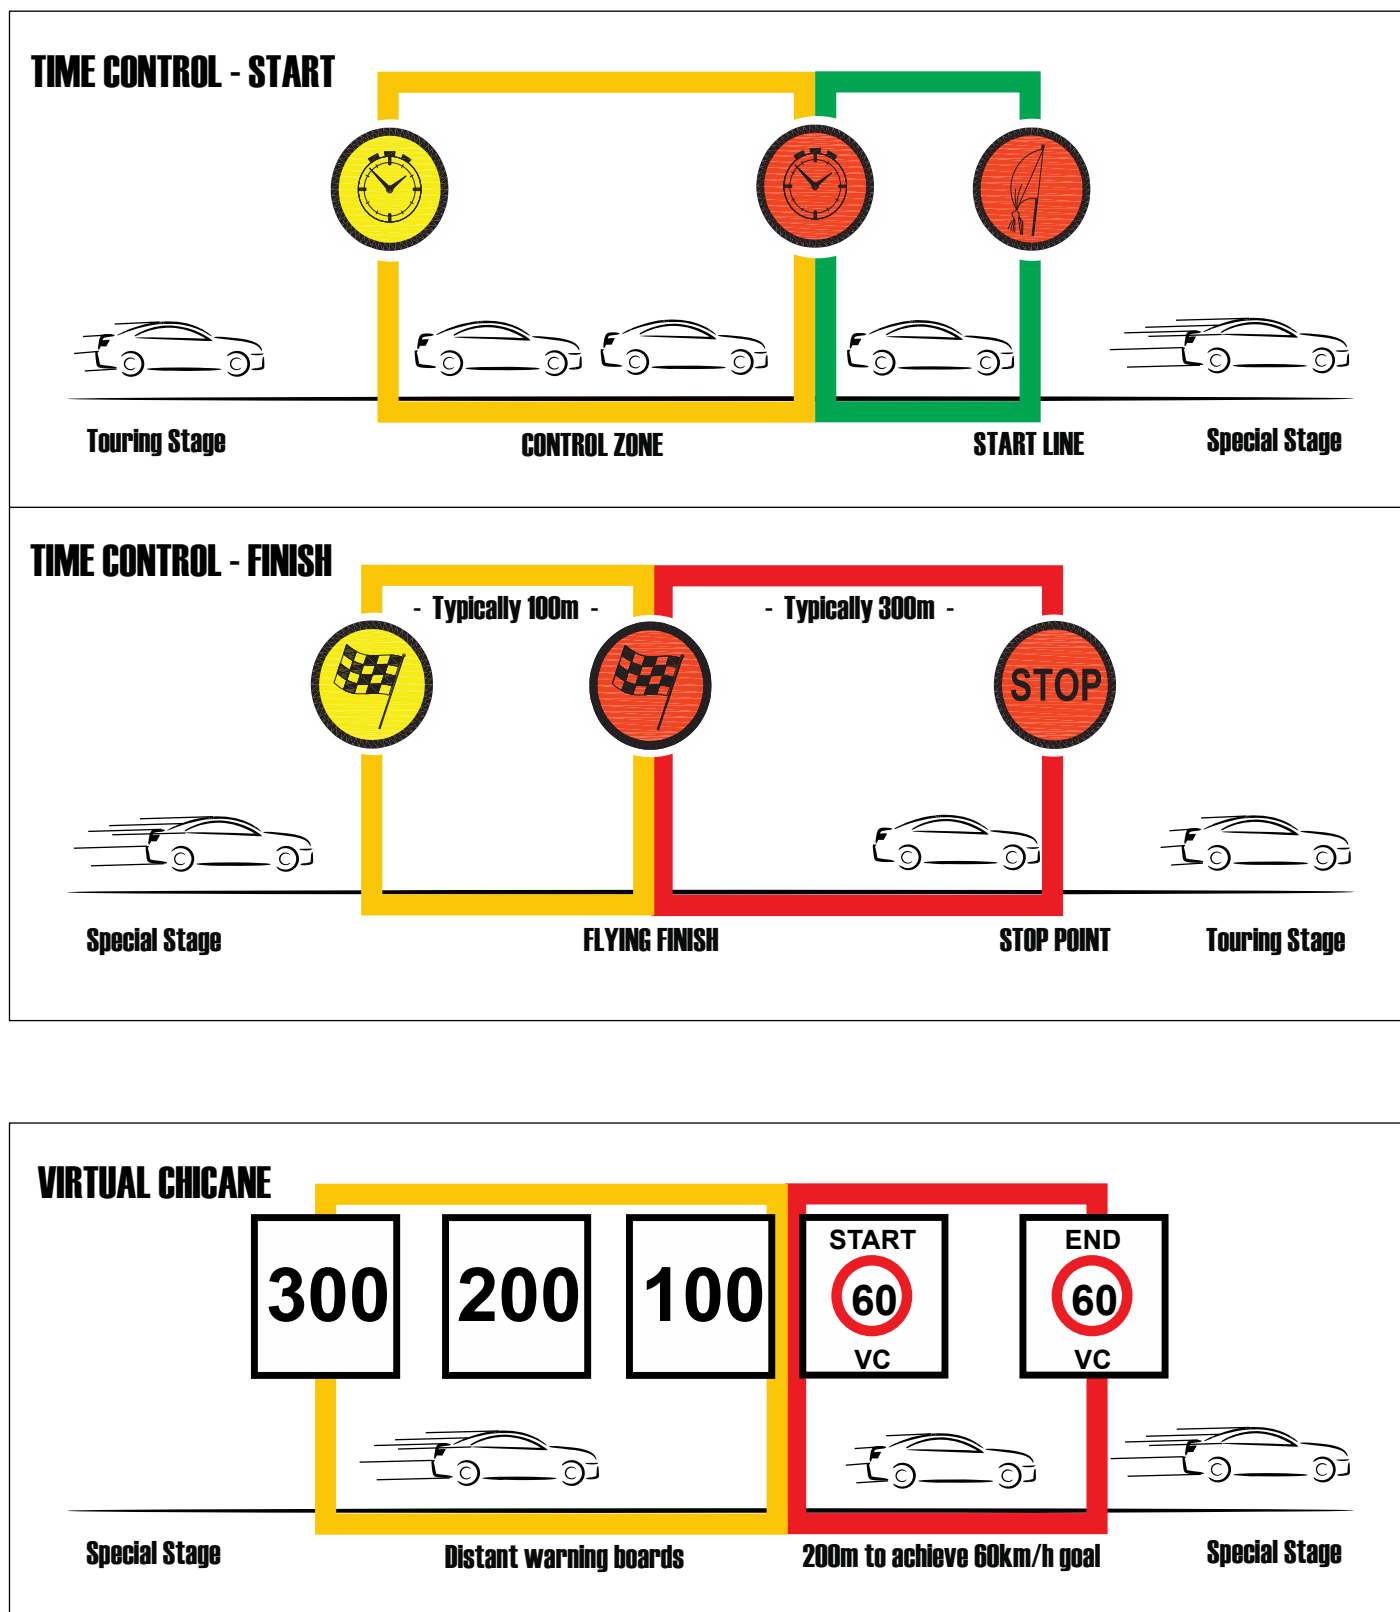 TIME CONTROL - START
Touring Stage
CONTROL ZONE
START LINE
Special Stage
TIME CONTROL - FINISH
- Typically 100m -
- Typically 300m -
STOP
Special Stage
FLYING FINISH
STOP POINT
Touring Stage
VIRTUAL CHICANE
300
200
100
START
60
VC
END
60
VC
Special Stage
Distant warning boards
200m to achieve 60km/h goal
Special Stage